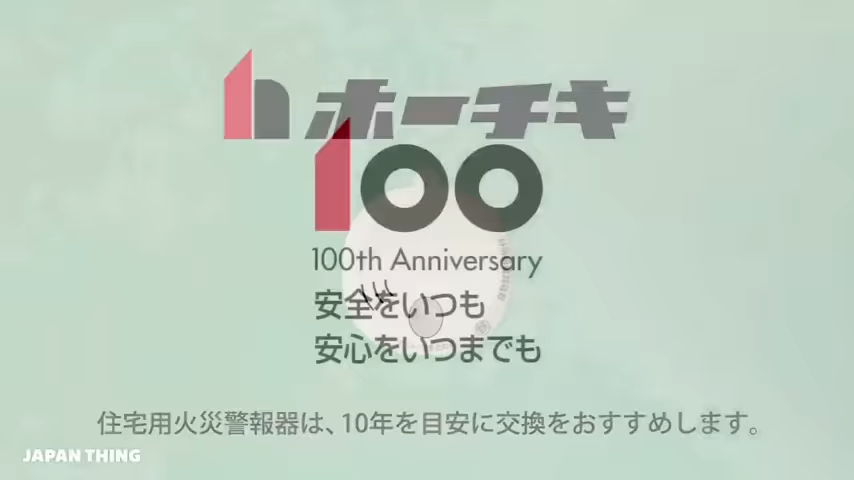 ホーチキ
100
100th Anniversary
安全をいつも
安心をいつまでも
住宅用火災警報器は、10年を目安に交換をおすすめします。
JAPAN THING